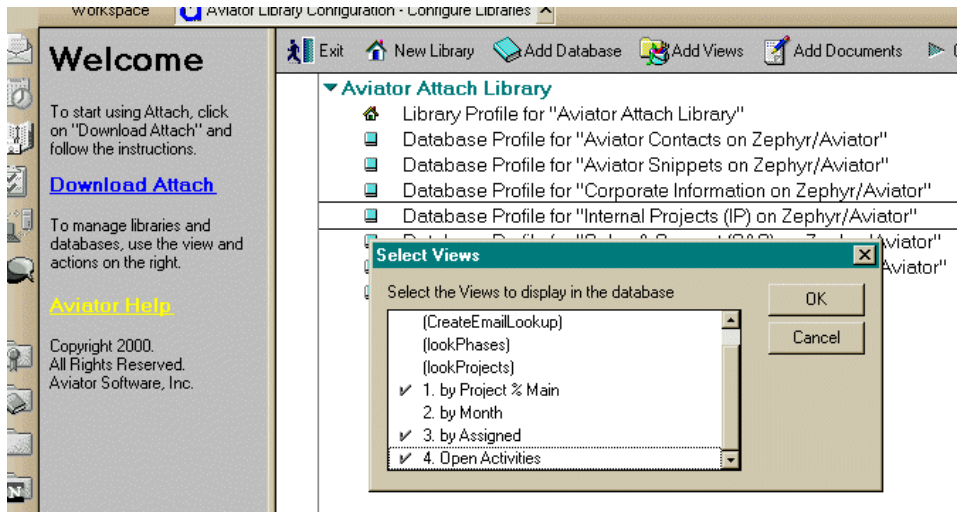 Workspace
Aviator Library Configuration - Configure Libraries
Welcome
To start using Attach, click
on "Download Attach" and
follow the instructions.
Download Attach
To manage libraries and
databases, use the view and
actions on the right.
Aviator Help
Copyright 2000.
All Rights Reserved.
Aviator Software, Inc.
Exit New Library Add Database Add Views Add Documents
Aviator Attach Library
Library Profile for "Aviator Attach Library"
Database Profile for "Aviator Contacts on Zephyr/Aviator"
Database Profile for "Aviator Snippets on Zephyr/Aviator"
Database Profile for "Corporate Information on Zephyr/Aviator"
Database Profile for "Internal Projects (IP) on Zephyr/Aviator"
Aviator"
Aviator"
Select Views
Select the Views to display in the database
(CreateEmailLookup)
(lookPhases)
(lookProjects)
1. by Project % Main
2. by Month
3. by Assigned
4. Open Activities
OK
Cancel